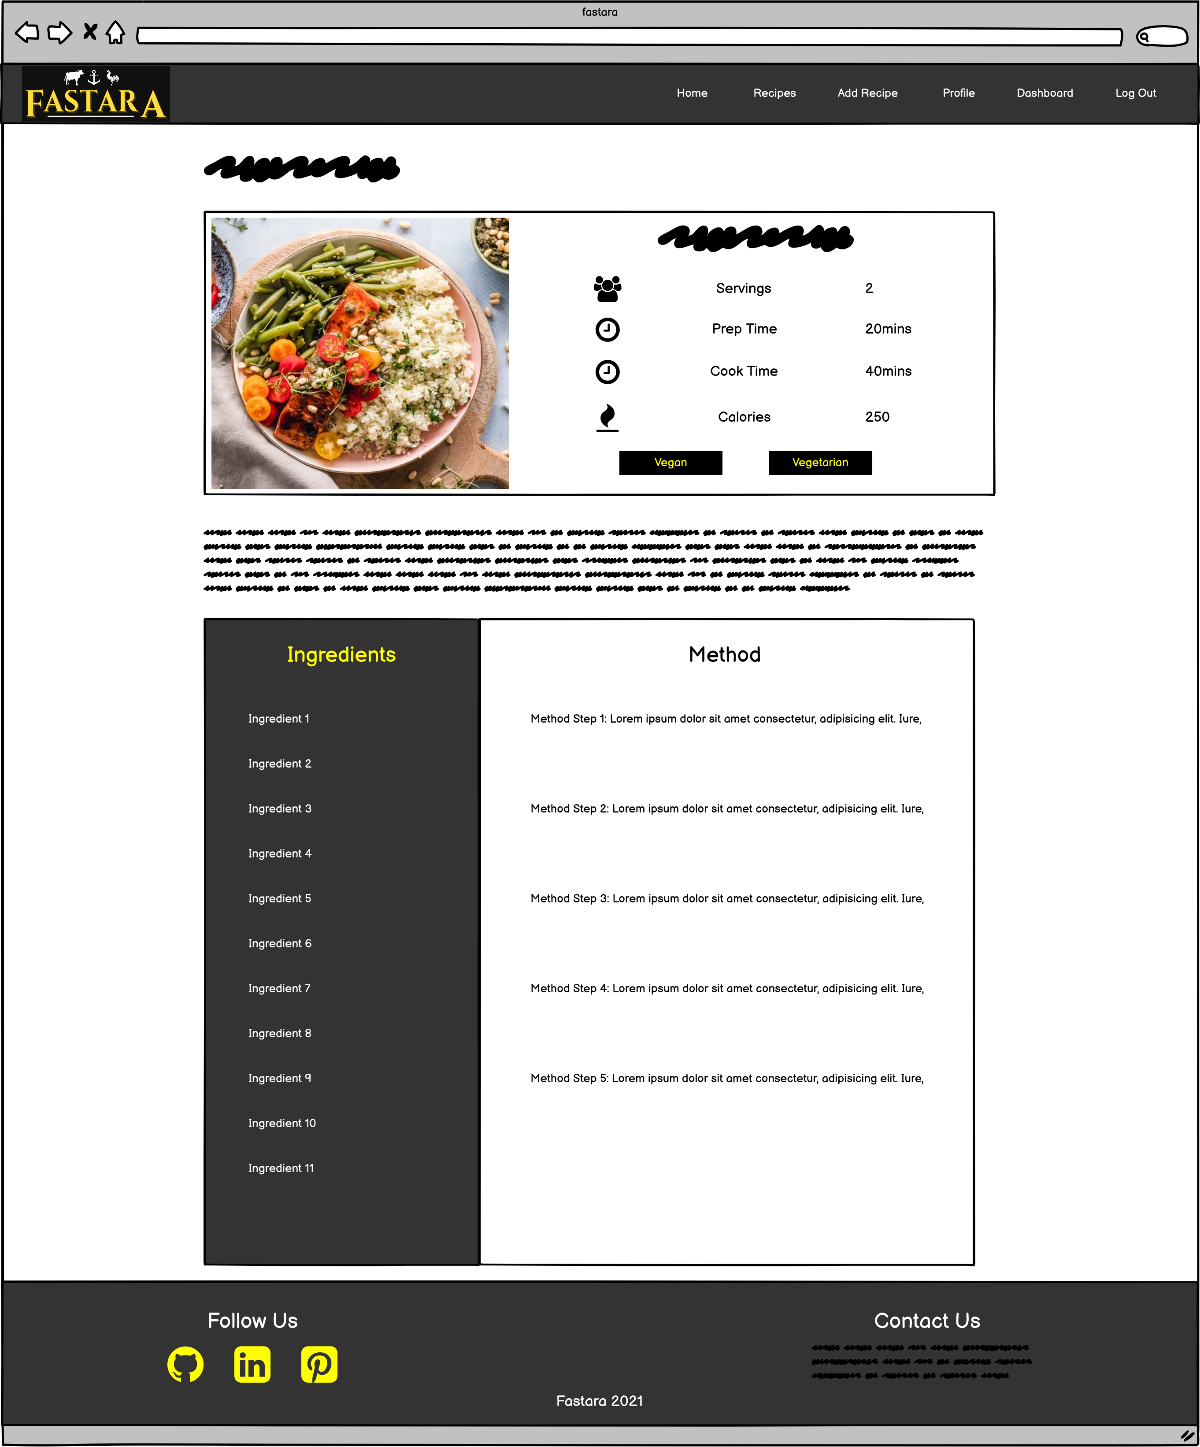 fastara
FASTARA
Home Recipes Add Recipe Profile Dashboard Log Out
Servings 2
Prep Time 20mins
Cook Time 40mins
Calories 250
Vegan Vegetarian
Ingredients
Ingredient 1
Ingredient 2
Ingredient 3
Ingredient 4
Ingredient 5
Ingredient 6
Ingredient 7
Ingredient 8
Ingredient 9
Ingredient 10
Ingredient 11
Method
Method Step 1: Lorem ipsum dolor sit amet consectetur, adipisicing elit. Iure,
Method Step 2: Lorem ipsum dolor sit amet consectetur, adipisicing elit. Iure,
Method Step 3: Lorem ipsum dolor sit amet consectetur, adipisicing elit. Iure,
Method Step 4: Lorem ipsum dolor sit amet consectetur, adipisicing elit. Iure,
Method Step 5: Lorem ipsum dolor sit amet consectetur, adipisicing elit. Iure,
Follow Us
in
Contact Us
Fastara 2021